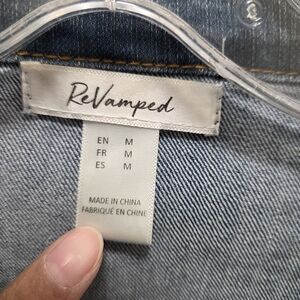 ReVamped
EN M
FR M
ES M
MADE IN CHINA
FABRIQUÉ EN CHINE